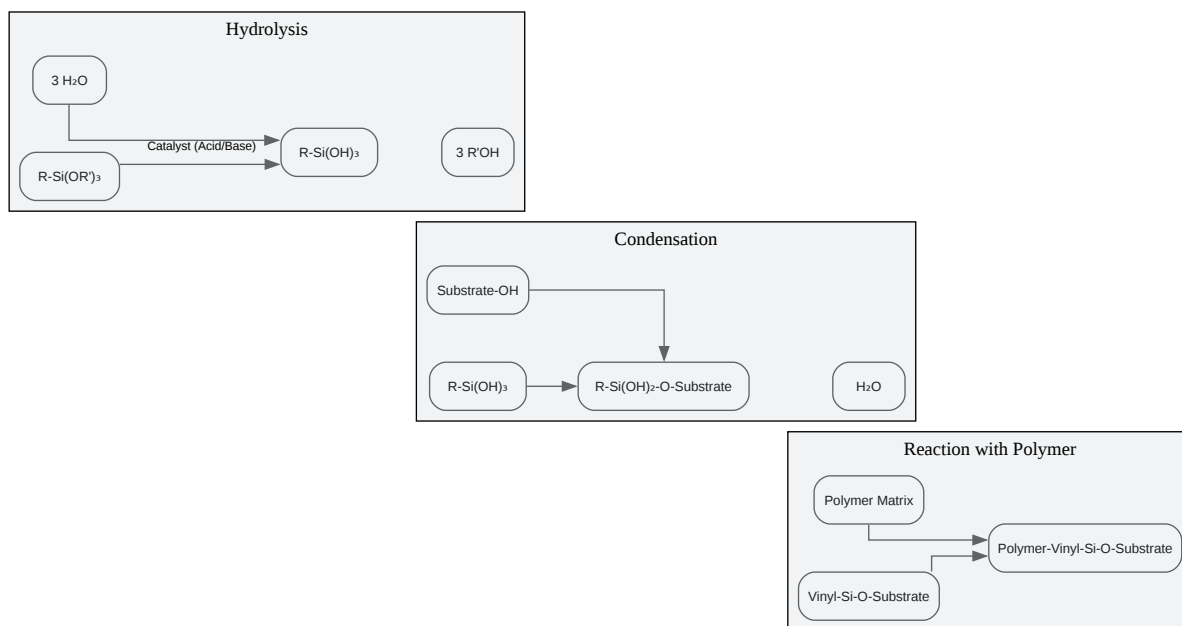 Hydrolysis
3 H₂O
Catalyst (Acid/Base)
R-Si(OR')₃
R-Si(OH)₃
3 R'OH
Condensation
Substrate-OH
R-Si(OH)₃
R-Si(OH)₂-O-Substrate
H₂O
Reaction with Polymer
Polymer Matrix
Polymer-Vinyl-Si-O-Substrate
Vinyl-Si-O-Substrate